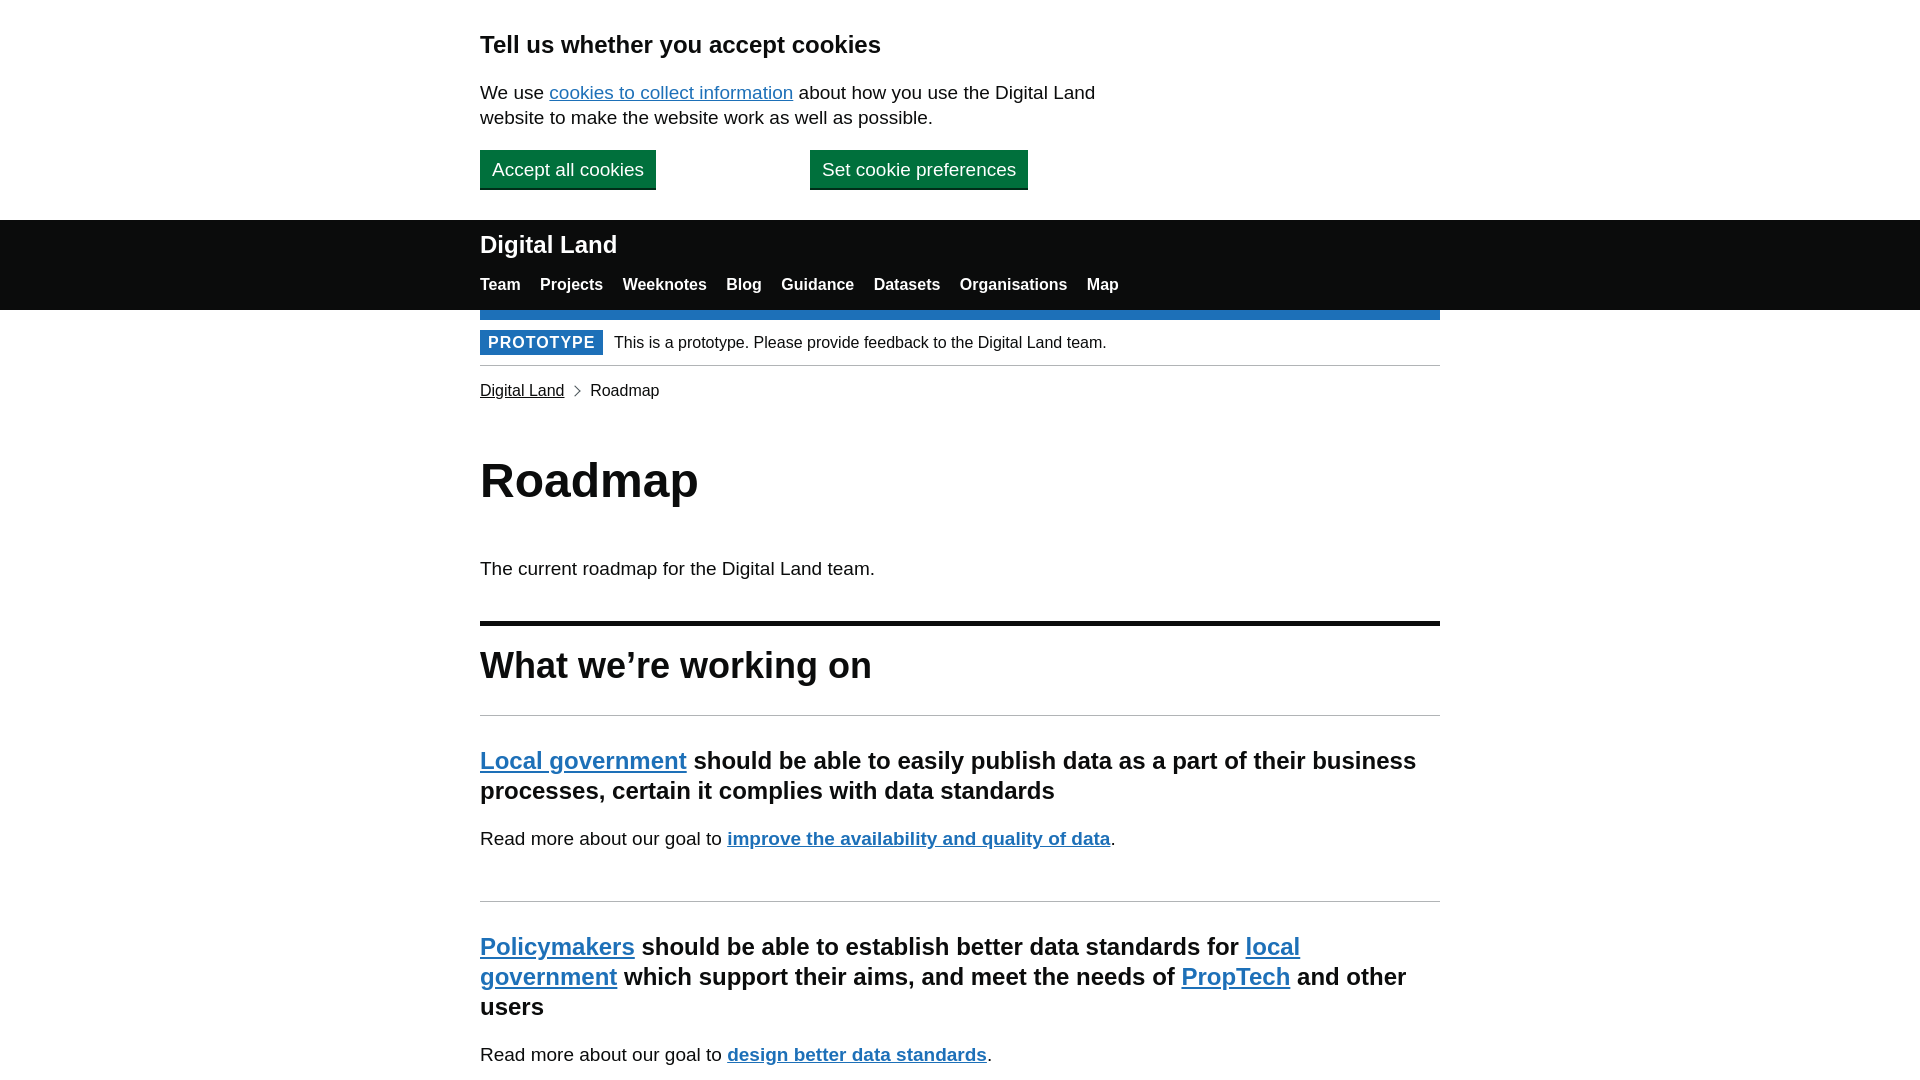 Tell us whether you accept cookies
We use cookies to collect information about how you use the Digital Land
website to make the website work as well as possible.
Accept all cookies
Set cookie preferences
Digital Land
Team Projects Weeknotes Blog Guidance Datasets Organisations Map
PROTOTYPE This is a prototype. Please provide feedback to the Digital Land team.
Digital Land Roadmap
Roadmap
The current roadmap for the Digital Land team.
What we’re working on
Local government should be able to easily publish data as a part of their business
processes, certain it complies with data standards
Read more about our goal to improve the availability and quality of data.
Policymakers should be able to establish better data standards for local
government which support their aims, and meet the needs of PropTech and other
users
Read more about our goal to design better data standards.